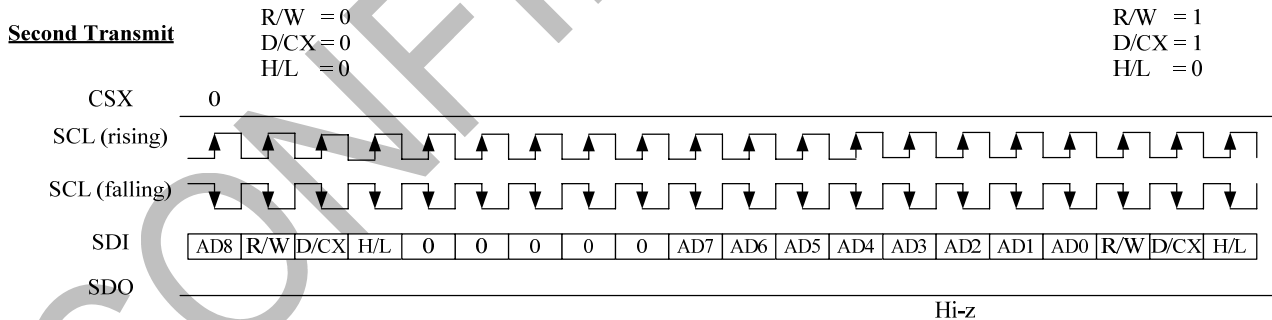 R/W = 0 R/W = 1
Second Transmit D/CX = 0 D/CX = 1
H/L = 0 H/L = 0
CSX 0
SCL (rising)
SCL (falling)
SDI AD8 R/W D/CX H/L 0 0 0 0 0 AD7 AD6 AD5 AD4 AD3 AD2 AD1 AD0 R/W D/CX H/L
SDO
Hi-z